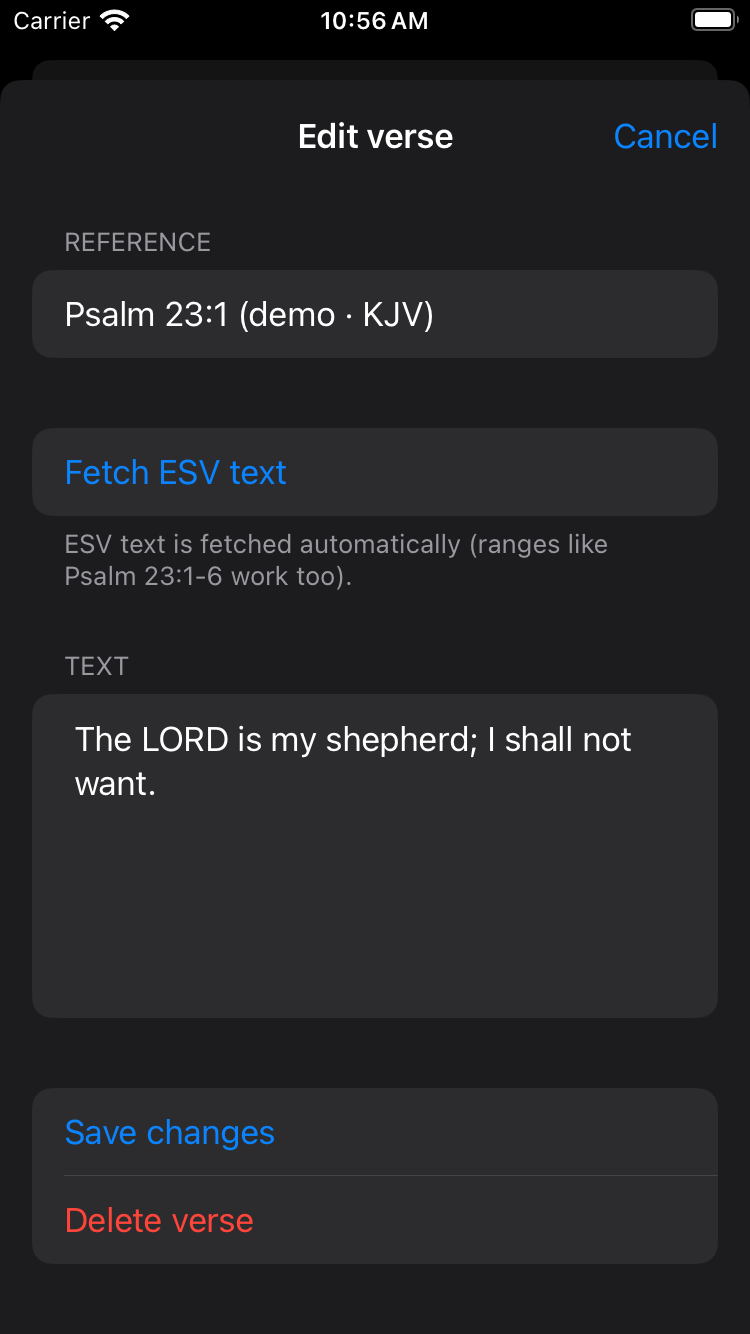 Carrier 10:56 AM
Edit verse Cancel
REFERENCE
Psalm 23:1 (demo · KJV)
Fetch ESV text
ESV text is fetched automatically (ranges like
Psalm 23:1-6 work too).
TEXT
The LORD is my shepherd; I shall not
want.
Save changes
Delete verse